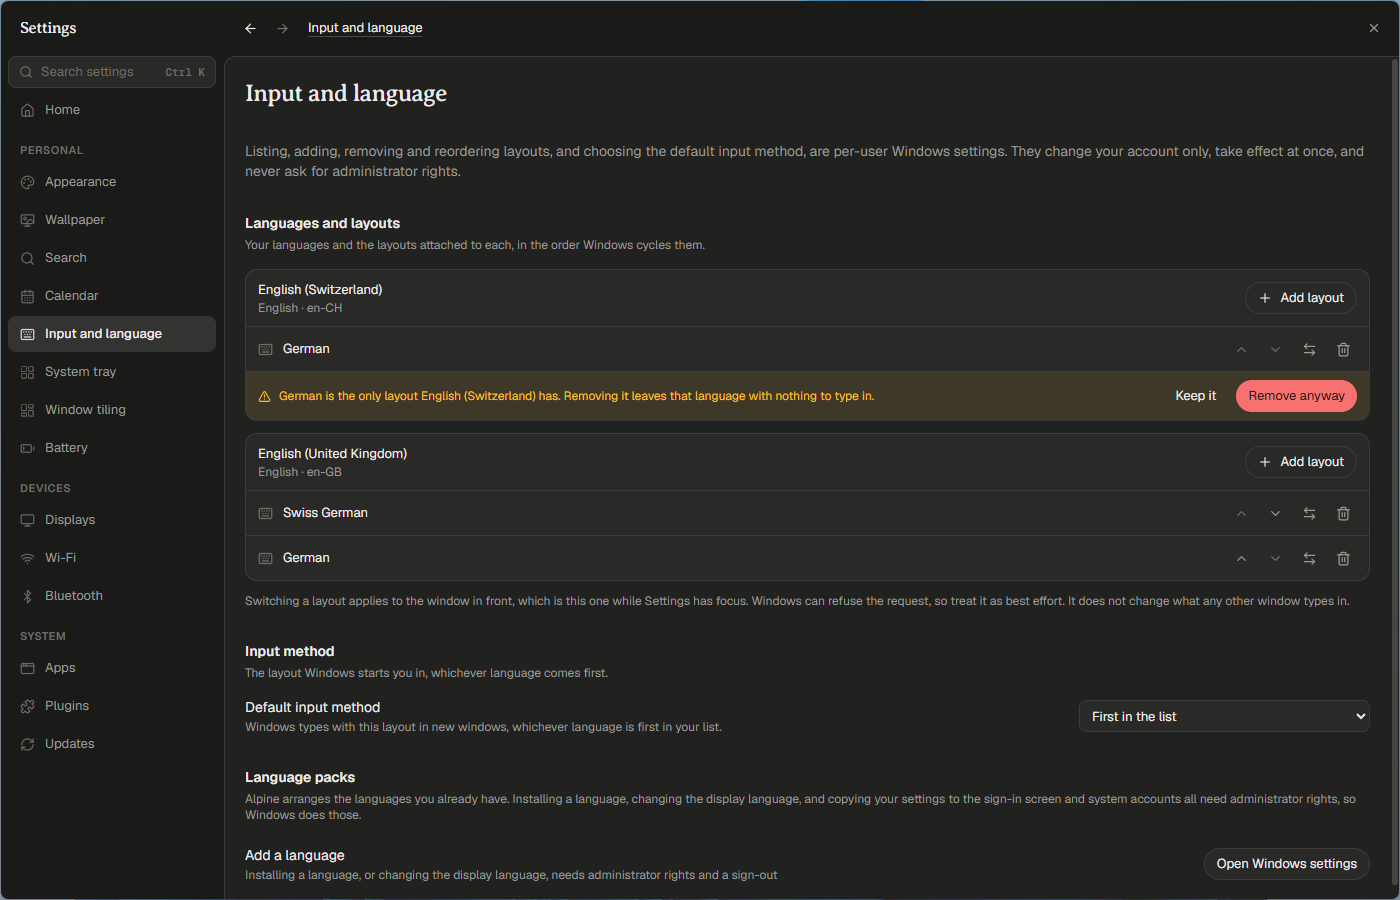 Settings
Input and language
Search settings
Ctrl K
Home
PERSONAL
Appearance
Wallpaper
Search
Calendar
Input and language
System tray
Window tiling
Battery
DEVICES
Displays
Wi-Fi
Bluetooth
SYSTEM
Apps
Plugins
Updates
Input and language
Listing, adding, removing and reordering layouts, and choosing the default input method, are per-user Windows settings. They change your account only, take effect at once, and
never ask for administrator rights.
Languages and layouts
Your languages and the layouts attached to each, in the order Windows cycles them.
English (Switzerland)
English · en-CH
Add layout
German
German is the only layout English (Switzerland) has. Removing it leaves that language with nothing to type in.
Keep it
Remove anyway
English (United Kingdom)
English · en-GB
Add layout
Swiss German
German
Switching a layout applies to the window in front, which is this one while Settings has focus. Windows can refuse the request, so treat it as best effort. It does not change what any other window types in.
Input method
The layout Windows starts you in, whichever language comes first.
Default input method
Windows types with this layout in new windows, whichever language is first in your list.
First in the list
Language packs
Alpine arranges the languages you already have. Installing a language, changing the display language, and copying your settings to the sign-in screen and system accounts all need administrator rights, so
Windows does those.
Add a language
Installing a language, or changing the display language, needs administrator rights and a sign-out
Open Windows settings